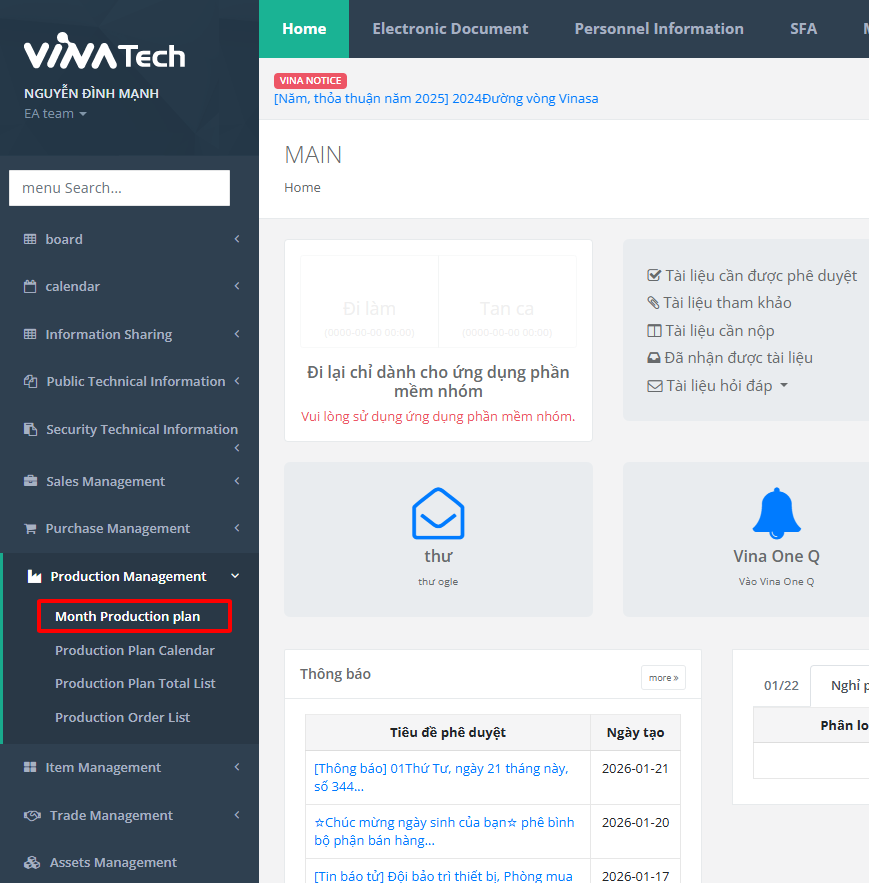 VINATech
NGUYỄN ĐÌNH MẠNH
EA team
menu Search...
board
calendar
Information Sharing
Public Technical Information
Security Technical Information
Sales Management
Purchase Management
Production Management
Month Production plan
Production Plan Calendar
Production Plan Total List
Production Order List
Item Management
Trade Management
Assets Management
Home
Electronic Document
Personnel Information
SFA
VINA NOTICE
[Năm, thỏa thuận năm 2025] 2024Đường vòng Vinasa
MAIN
Home
Đi làm
(0000-00-00 00:00)
Tan ca
(0000-00-00 00:00)
Đi lại chỉ dành cho ứng dụng phần
mềm nhóm
Vui lòng sử dụng ứng dụng phần mềm nhóm.
Tài liệu cần được phê duyệt
Tài liệu tham khảo
Tài liệu cần nộp
Đã nhận được tài liệu
Tài liệu hỏi đáp
thư
thư ogle
Vina One Q
Vào Vina One Q
Thông báo
more »
Tiêu đề phê duyệt
Ngày tạo
[Thông báo] 01Thứ Tư, ngày 21 tháng này,
số 344...
2026-01-21
☆Chúc mừng ngày sinh của bạn☆ phê bình
bộ phận bán hàng...
2026-01-20
[Tin báo tử] Đội bảo trì thiết bị, Phòng mua
2026-01-17
01/22
Nghỉ p
Phân lo